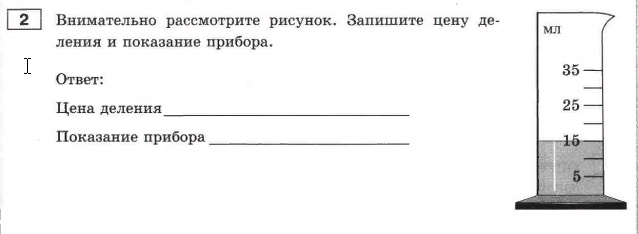 2 Внимательно рассмотрите рисунок. Запишите цену де-
ления и показание прибора.
Ответ:
Цена деления
Показание прибора
мл
35
25
15
5